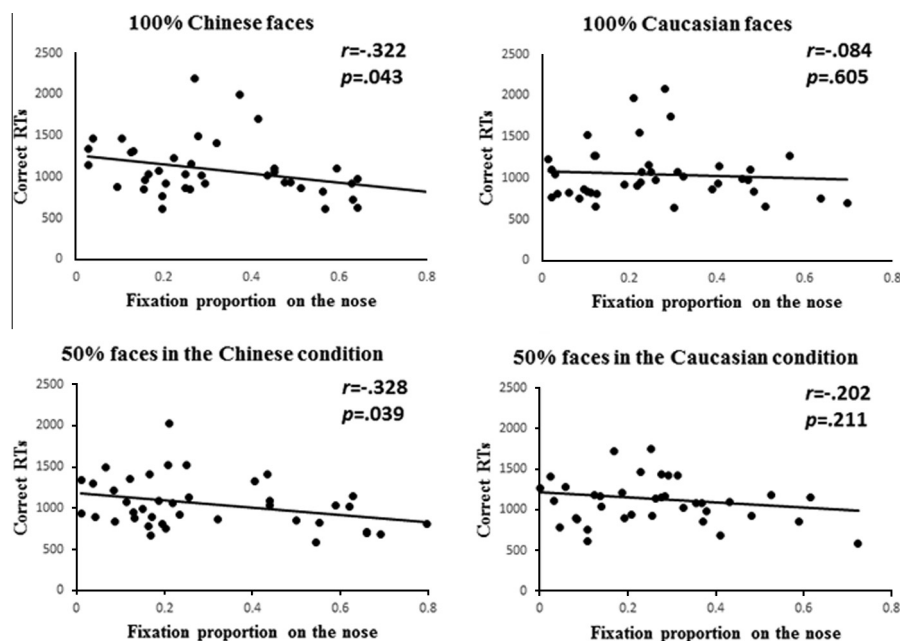 100% Chinese faces
r=-.322
p=.043
Correct RTs
2500
2000
1500
1000
500
0
0 0.2 0.4 0.6 0.8
Fixation proportion on the nose
100% Caucasian faces
r=-.084
p=.605
Correct RTs
2500
2000
1500
1000
500
0
0 0.2 0.4 0.6 0.8
Fixation proportion on the nose
50% faces in the Chinese condition
r=-.328
p=.039
Correct RTs
2500
2000
1500
1000
500
0
0 0.2 0.4 0.6 0.8
Fixation proportion on the nose
50% faces in the Caucasian condition
r=-.202
p=.211
Correct RTs
2500
2000
1500
1000
500
0
0 0.2 0.4 0.6 0.8
Fixation proportion on the nose